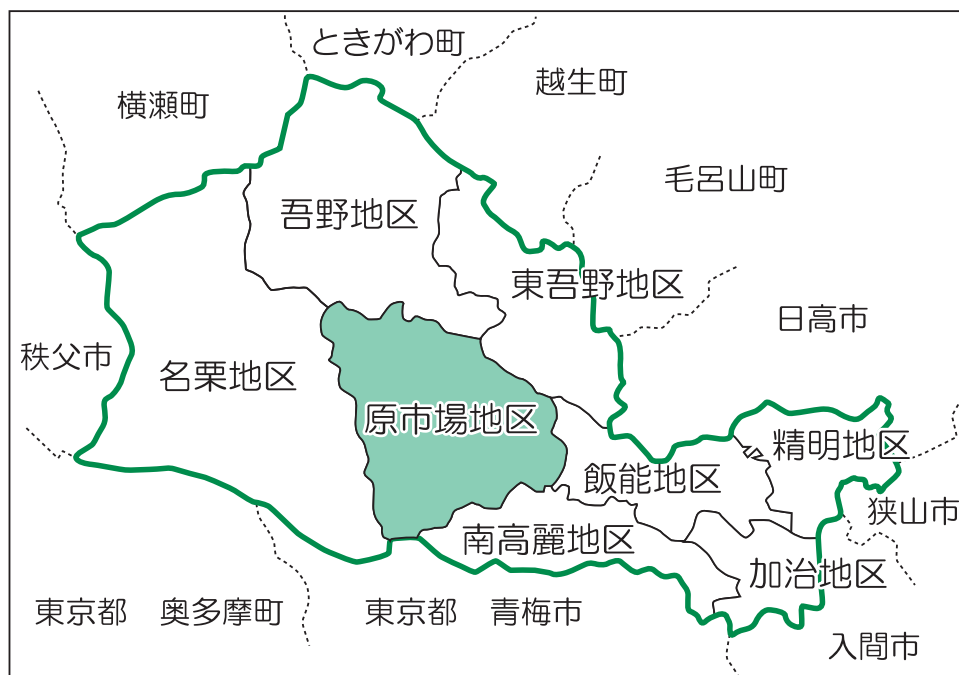 ときがわ町
越生町
横瀬町
毛呂山町
吾野地区
東吾野地区
日高市
秩父市
名栗地区
原市場地区
精明地区
飯能地区
狭山市
南高麗地区
加治地区
東京都 奥多摩町
東京都 青梅市
入間市